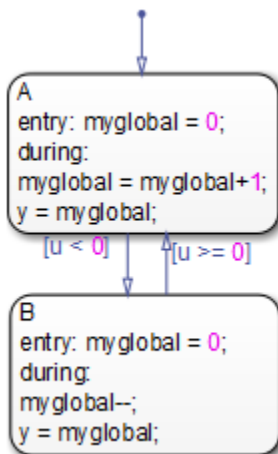 A
entry: myglobal = 0;
during:
myglobal = myglobal+1;
y = myglobal;
[u < 0]
[u >= 0]
B
entry: myglobal = 0;
during:
myglobal--;
y = myglobal;